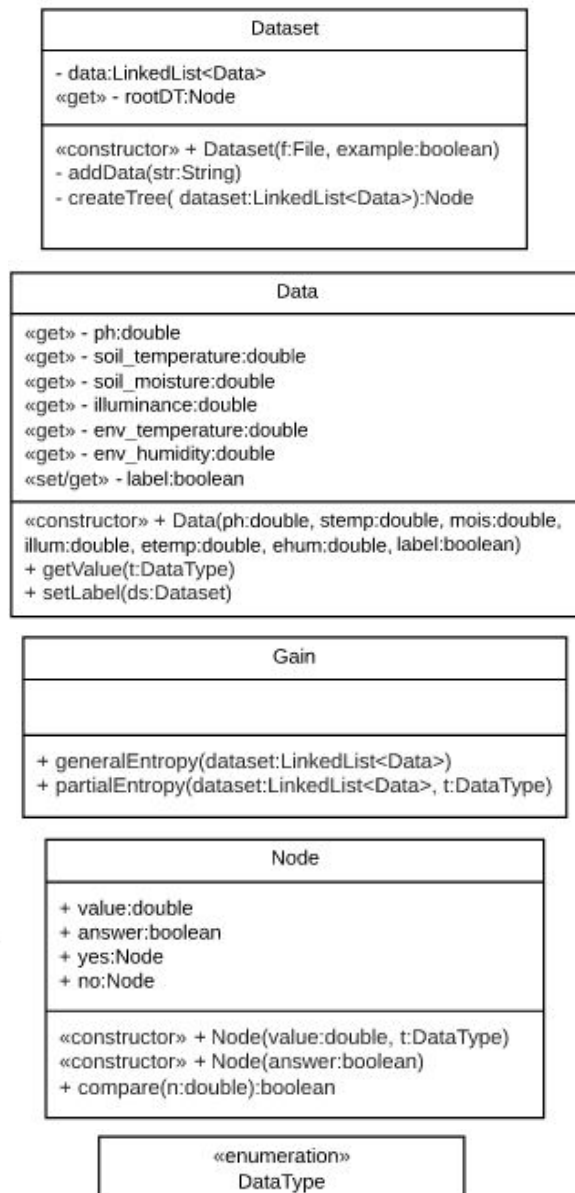 Dataset
- data:LinkedList<Data>
«get» - rootDT:Node
«constructor» + Dataset(f:File, example:boolean)
- addData(str:String)
- createTree( dataset:LinkedList<Data>):Node
Data
«get» - ph:double
«get» - soil_temperature:double
«get» - soil_moisture:double
«get» - illuminance:double
«get» - env_temperature:double
«get» - env_humidity:double
«set/get» - label:boolean
«constructor» + Data(ph:double, stemp:double, mois:double,
illum:double, etemp:double, ehum:double, label:boolean)
+ getValue(t:DataType)
+ setLabel(ds:Dataset)
Gain
+ generalEntropy(dataset:LinkedList<Data>)
+ partialEntropy(dataset:LinkedList<Data>, t:DataType)
Node
+ value:double
+ answer:boolean
+ yes:Node
+ no:Node
«constructor» + Node(value:double, t:DataType)
«constructor» + Node(answer:boolean)
+ compare(n:double):boolean
«enumeration»
DataType